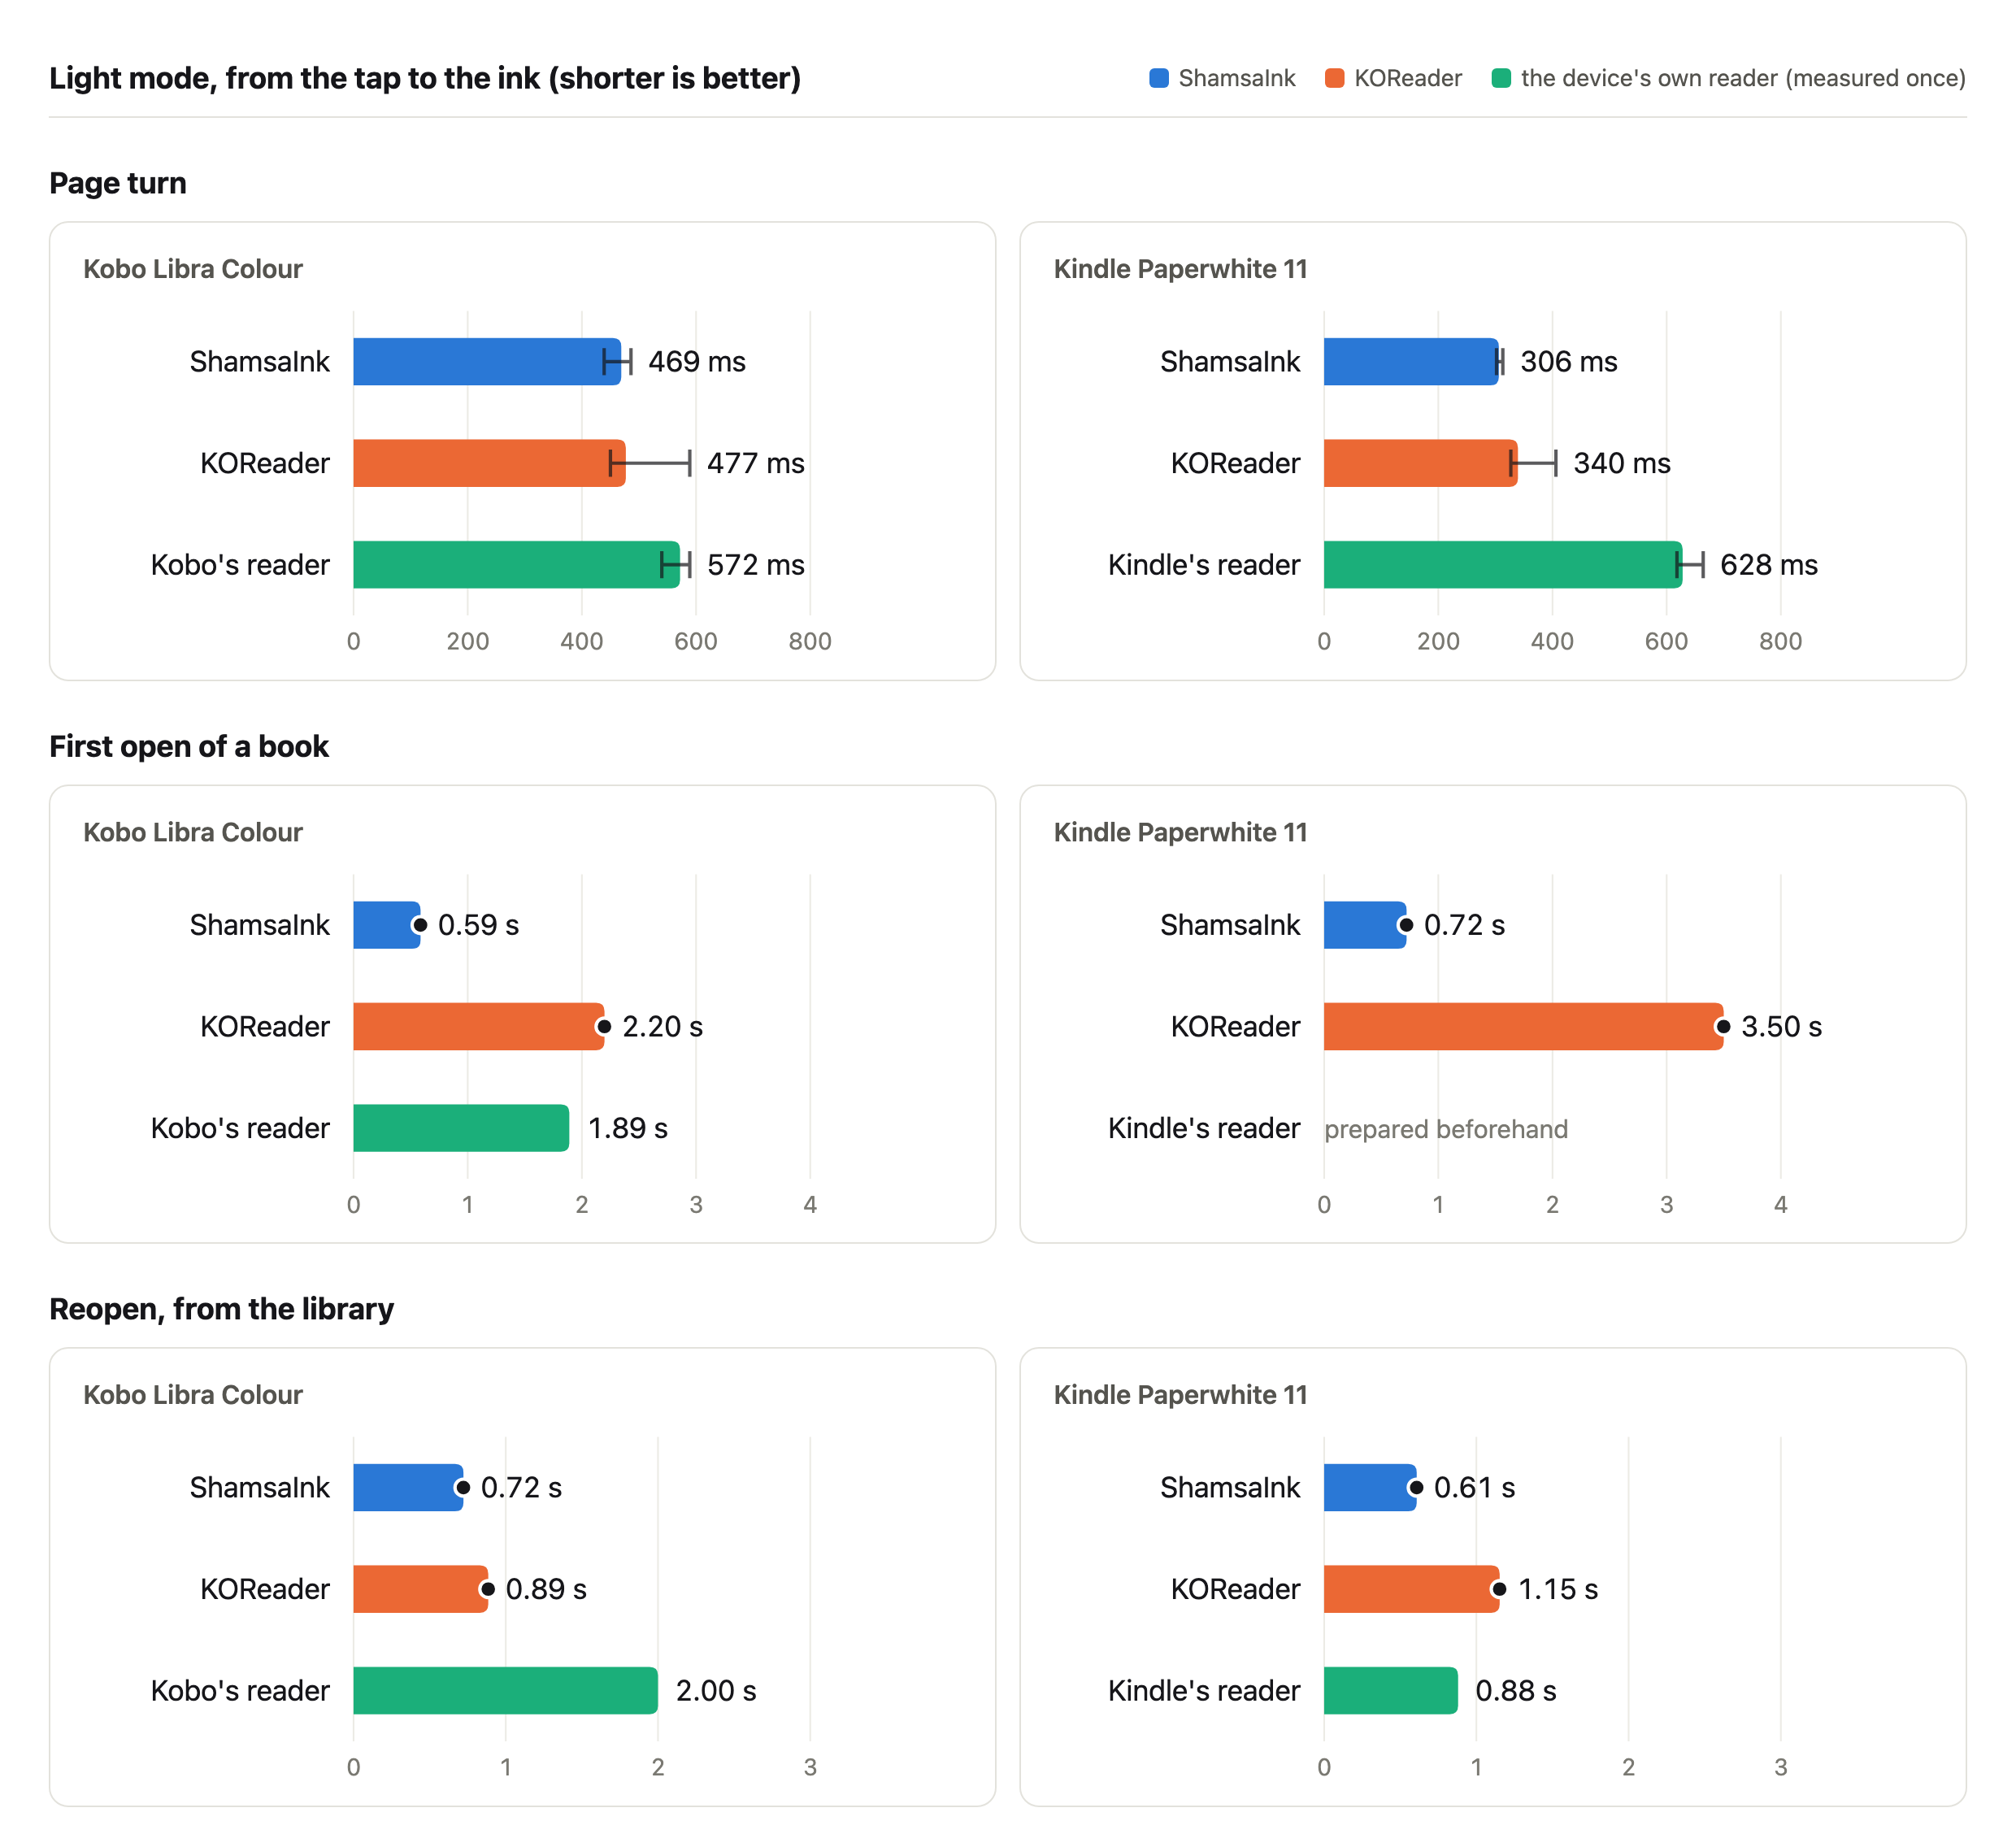 Light mode, from the tap to the ink (shorter is better)
ShamsaInk KOReader the device's own reader (measured once)
Page turn
Kobo Libra Colour
ShamsaInk 469 ms
KOReader 477 ms
Kobo's reader 572 ms
0 200 400 600 800
Kindle Paperwhite 11
ShamsaInk 306 ms
KOReader 340 ms
Kindle's reader 628 ms
0 200 400 600 800
First open of a book
Kobo Libra Colour
ShamsaInk 0.59 s
KOReader 2.20 s
Kobo's reader 1.89 s
0 1 2 3 4
Kindle Paperwhite 11
ShamsaInk 0.72 s
KOReader 3.50 s
Kindle's reader prepared beforehand
0 1 2 3 4
Reopen, from the library
Kobo Libra Colour
ShamsaInk 0.72 s
KOReader 0.89 s
Kobo's reader 2.00 s
0 1 2 3
Kindle Paperwhite 11
ShamsaInk 0.61 s
KOReader 1.15 s
Kindle's reader 0.88 s
0 1 2 3